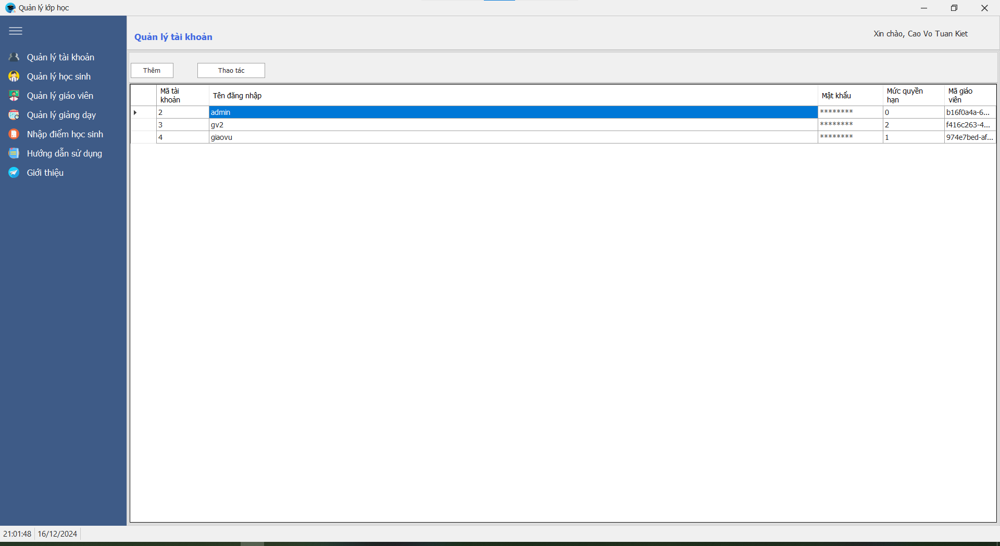 Quản lý lớp học
Quản lý tài khoản
Quản lý học sinh
Quản lý giáo viên
Quản lý giảng dạy
Nhập điểm học sinh
Hướng dẫn sử dụng
Giới thiệu
Quản lý tài khoản
Xin chào, Cao Vo Tuan Kiet
Thêm Thao tác
Mã tài khoản Tên đăng nhập Mật khẩu Mức quyền hạn Mã giáo viên
2 admin ******** 0 b16f0a4a-6...
3 gv2 ******** 2 f416c263-4...
4 giaovu ******** 1 974e7bed-af...
21:01:48 16/12/2024